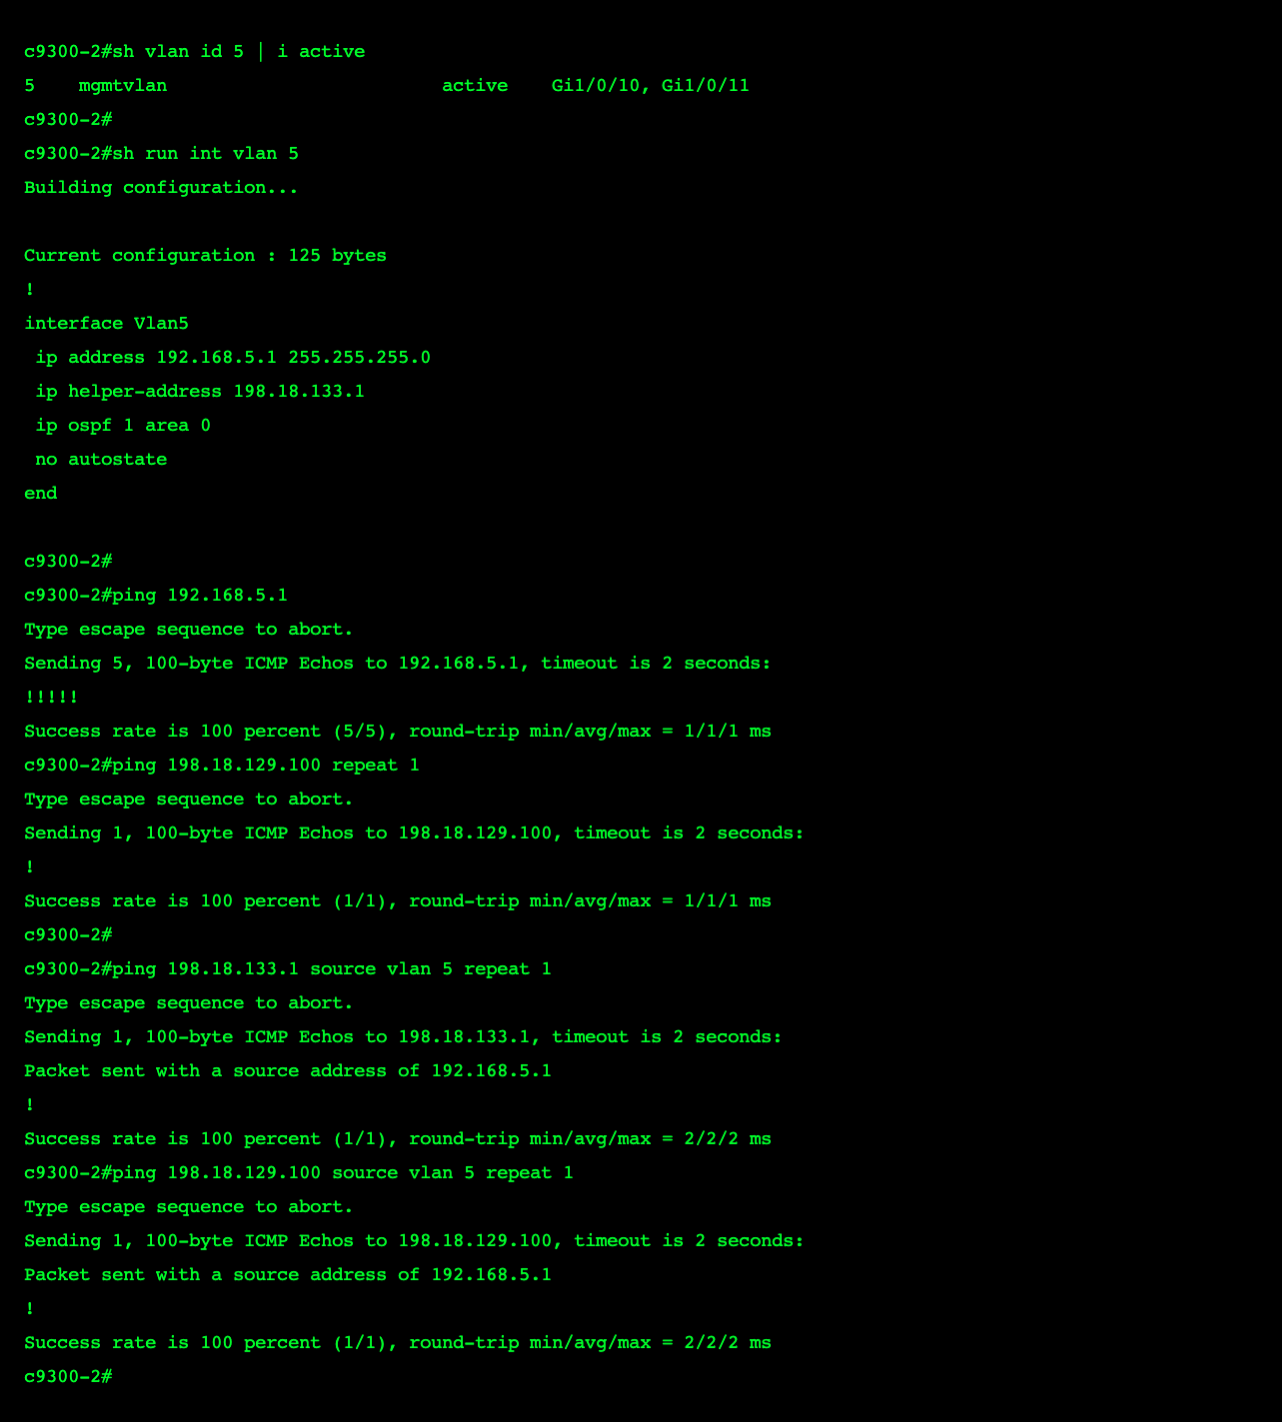 c9300-2#sh vlan id 5 | i active
5    mgmtvlan                         active    Gi1/0/10, Gi1/0/11
c9300-2#
c9300-2#sh run int vlan 5
Building configuration...

Current configuration : 125 bytes
!
interface Vlan5
 ip address 192.168.5.1 255.255.255.0
 ip helper-address 198.18.133.1
 ip ospf 1 area 0
 no autostate
end

c9300-2#
c9300-2#ping 192.168.5.1
Type escape sequence to abort.
Sending 5, 100-byte ICMP Echos to 192.168.5.1, timeout is 2 seconds:
!!!!!
Success rate is 100 percent (5/5), round-trip min/avg/max = 1/1/1 ms
c9300-2#ping 198.18.129.100 repeat 1
Type escape sequence to abort.
Sending 1, 100-byte ICMP Echos to 198.18.129.100, timeout is 2 seconds:
!
Success rate is 100 percent (1/1), round-trip min/avg/max = 1/1/1 ms
c9300-2#
c9300-2#ping 198.18.133.1 source vlan 5 repeat 1
Type escape sequence to abort.
Sending 1, 100-byte ICMP Echos to 198.18.133.1, timeout is 2 seconds:
Packet sent with a source address of 192.168.5.1
!
Success rate is 100 percent (1/1), round-trip min/avg/max = 2/2/2 ms
c9300-2#ping 198.18.129.100 source vlan 5 repeat 1
Type escape sequence to abort.
Sending 1, 100-byte ICMP Echos to 198.18.129.100, timeout is 2 seconds:
Packet sent with a source address of 192.168.5.1
!
Success rate is 100 percent (1/1), round-trip min/avg/max = 2/2/2 ms
c9300-2#